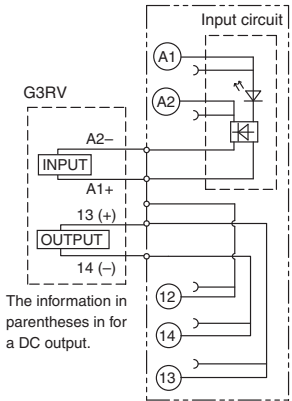 Input circuit
A1
A2
G3RV
A2–
INPUT
A1+
13 (+)
OUTPUT
14 (–)
The information in
parentheses in for
a DC output.
12
14
13